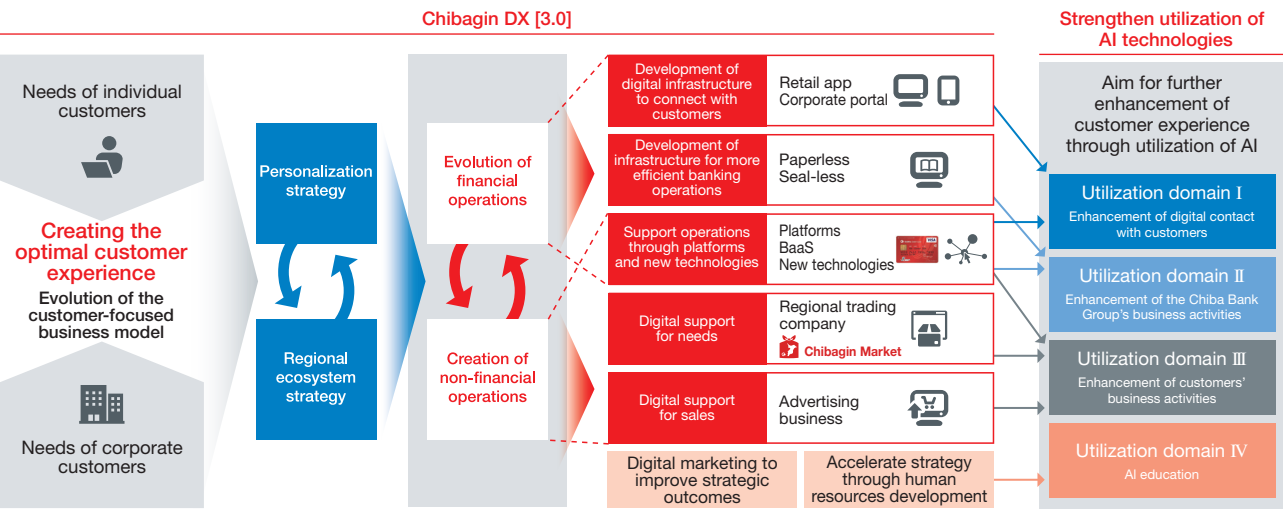 Chibagin DX [3.0]
Strengthen utilization of
AI technologies
Needs of individual
customers
Creating the
optimal customer
experience
Evolution of the
customer-focused
business model
Needs of corporate
customers
Personalization
strategy
Regional
ecosystem
strategy
Evolution of
financial
operations
Creation of
non-financial
operations
Development of
digital infrastructure
to connect with
customers
Retail app
Corporate portal
Development of
infrastructure for more
efficient banking
operations
Paperless
Seal-less
Support operations
through platforms
and new technologies
Platforms
BaaS
New technologies
VISA
Digital support
for needs
Regional trading
company
Chibagin Market
Digital support
for sales
Advertising
business
Digital marketing to
improve strategic
outcomes
Accelerate strategy
through human
resources development
Aim for further
enhancement of
customer experience
through utilization of AI
Utilization domain Ⅰ
Enhancement of digital contact
with customers
Utilization domain Ⅱ
Enhancement of the Chiba Bank
Group's business activities
Utilization domain Ⅲ
Enhancement of customers'
business activities
Utilization domain Ⅳ
AI education